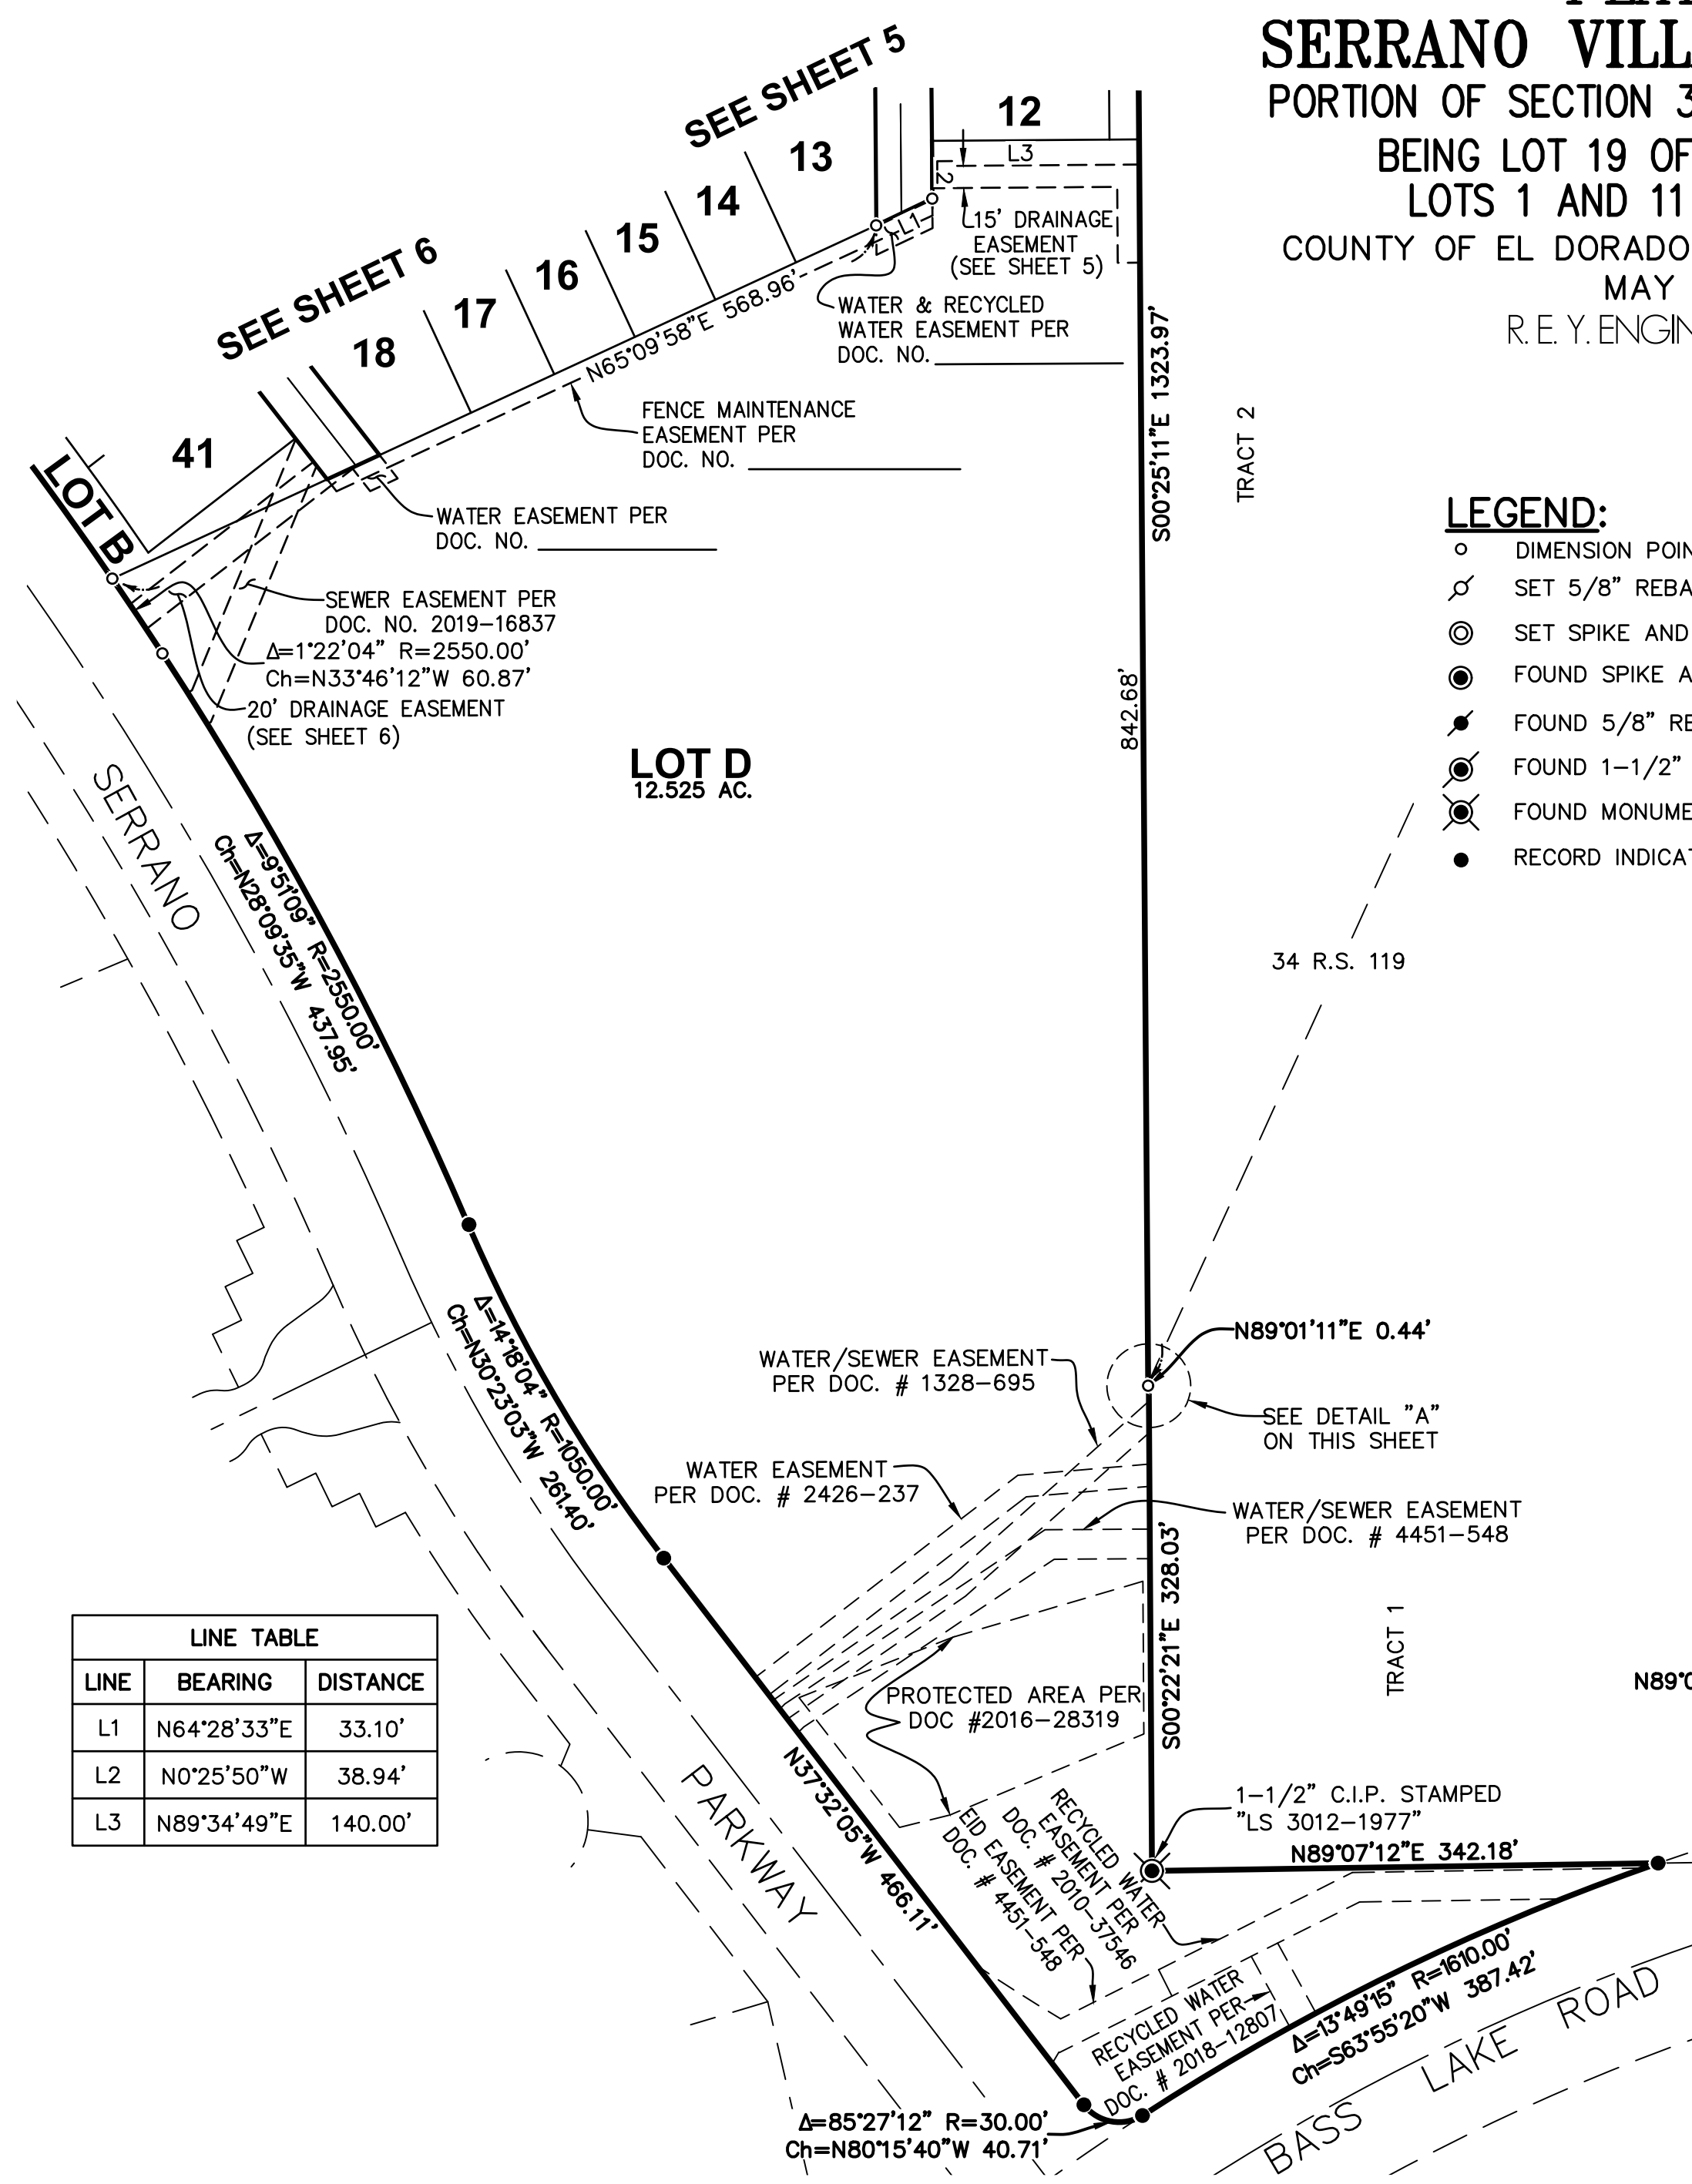 SERRANO VILL
PORTION OF SECTION 3
BEING LOT 19 OF
LOTS 1 AND 11
COUNTY OF EL DORADO
MAY
R. E. Y. ENGIN
SEE SHEET 5
12
13
14
15
16
17
18
41
SEE SHEET 6
L3
L2
L1
15' DRAINAGE
EASEMENT
(SEE SHEET 5)
WATER & RECYCLED
WATER EASEMENT PER
DOC. NO.
N65°09'58"E 568.96'
FENCE MAINTENANCE
EASEMENT PER
DOC. NO.
WATER EASEMENT PER
DOC. NO.
LOT B
SEWER EASEMENT PER
DOC. NO. 2019-16837
Δ=1°22'04" R=2550.00'
Ch=N33°46'12"W 60.87'
20' DRAINAGE EASEMENT
(SEE SHEET 6)
LOT D
12.525 AC.
S00°25'11"E 1323.97'
842.68'
TRACT 2
LEGEND:
DIMENSION POIN
SET 5/8" REBA
SET SPIKE AND
FOUND SPIKE A
FOUND 5/8" RE
FOUND 1-1/2"
FOUND MONUME
RECORD INDICAT
34 R.S. 119
SERRANO
Δ=9°51'09" R=2550.00'
Ch=N28°09'35"W 437.95'
Δ=14°18'04" R=1050.00'
Ch=N30°23'03"W 261.40'
N89°01'11"E 0.44'
SEE DETAIL "A"
ON THIS SHEET
WATER/SEWER EASEMENT
PER DOC. # 1328-695
WATER EASEMENT
PER DOC. # 2426-237
WATER/SEWER EASEMENT
PER DOC. # 4451-548
S00°22'21"E 328.03'
TRACT 1
N89°0
PROTECTED AREA PER
DOC #2016-28319
LINE TABLE
LINE BEARING DISTANCE
L1 N64°28'33"E 33.10'
L2 N0°25'50"W 38.94'
L3 N89°34'49"E 140.00'
PARKWAY
N37°32'05"W 466.11'
1-1/2" C.I.P. STAMPED
"LS 3012-1977"
N89°07'12"E 342.18'
RECYCLED WATER
EASEMENT PER
DOC. # 2010-37546
EID EASEMENT PER
DOC. # 4451-548
RECYCLED WATER
EASEMENT PER
DOC. # 2018-12807
Δ=13°49'15" R=1610.00'
Ch=S63°55'20"W 387.42'
BASS LAKE ROAD
Δ=85°27'12" R=30.00'
Ch=N80°15'40"W 40.71'